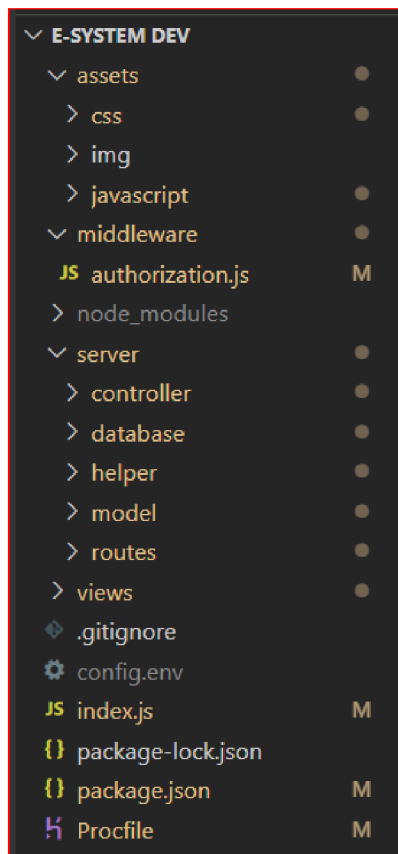 E-SYSTEM DEV
assets
css
img
javascript
middleware
JS authorization.js M
node_modules
server
controller
database
helper
model
routes
views
.gitignore
config.env
JS index.js M
{} package-lock.json
{} package.json M
Procfile M